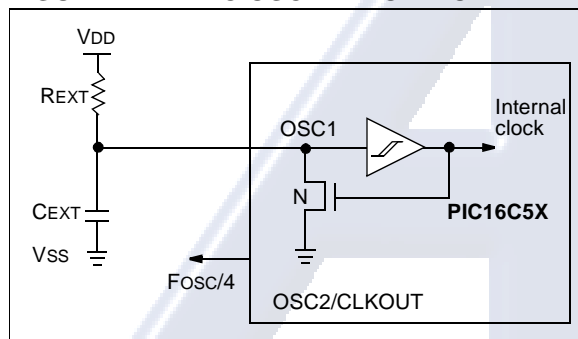 VDD
REXT
OSC1
Internal
clock
N
CEXT
PIC16C5X
VSS
FOSC/4
OSC2/CLKOUT